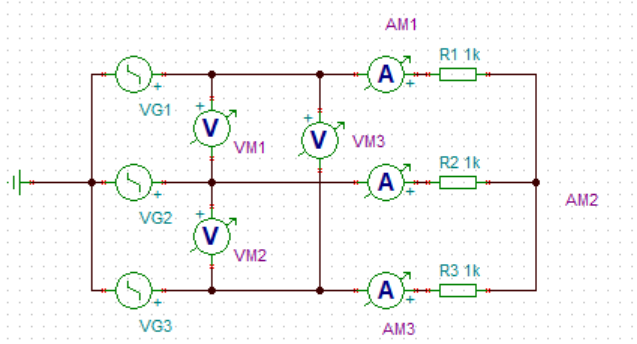 AM1
A
R1 1k
+
+
VG1
+
V
VM1
+
V
VM3
A
R2 1k
+
+
VG2
AM2
+
V
VM2
A
R3 1k
+
+
VG3
AM3